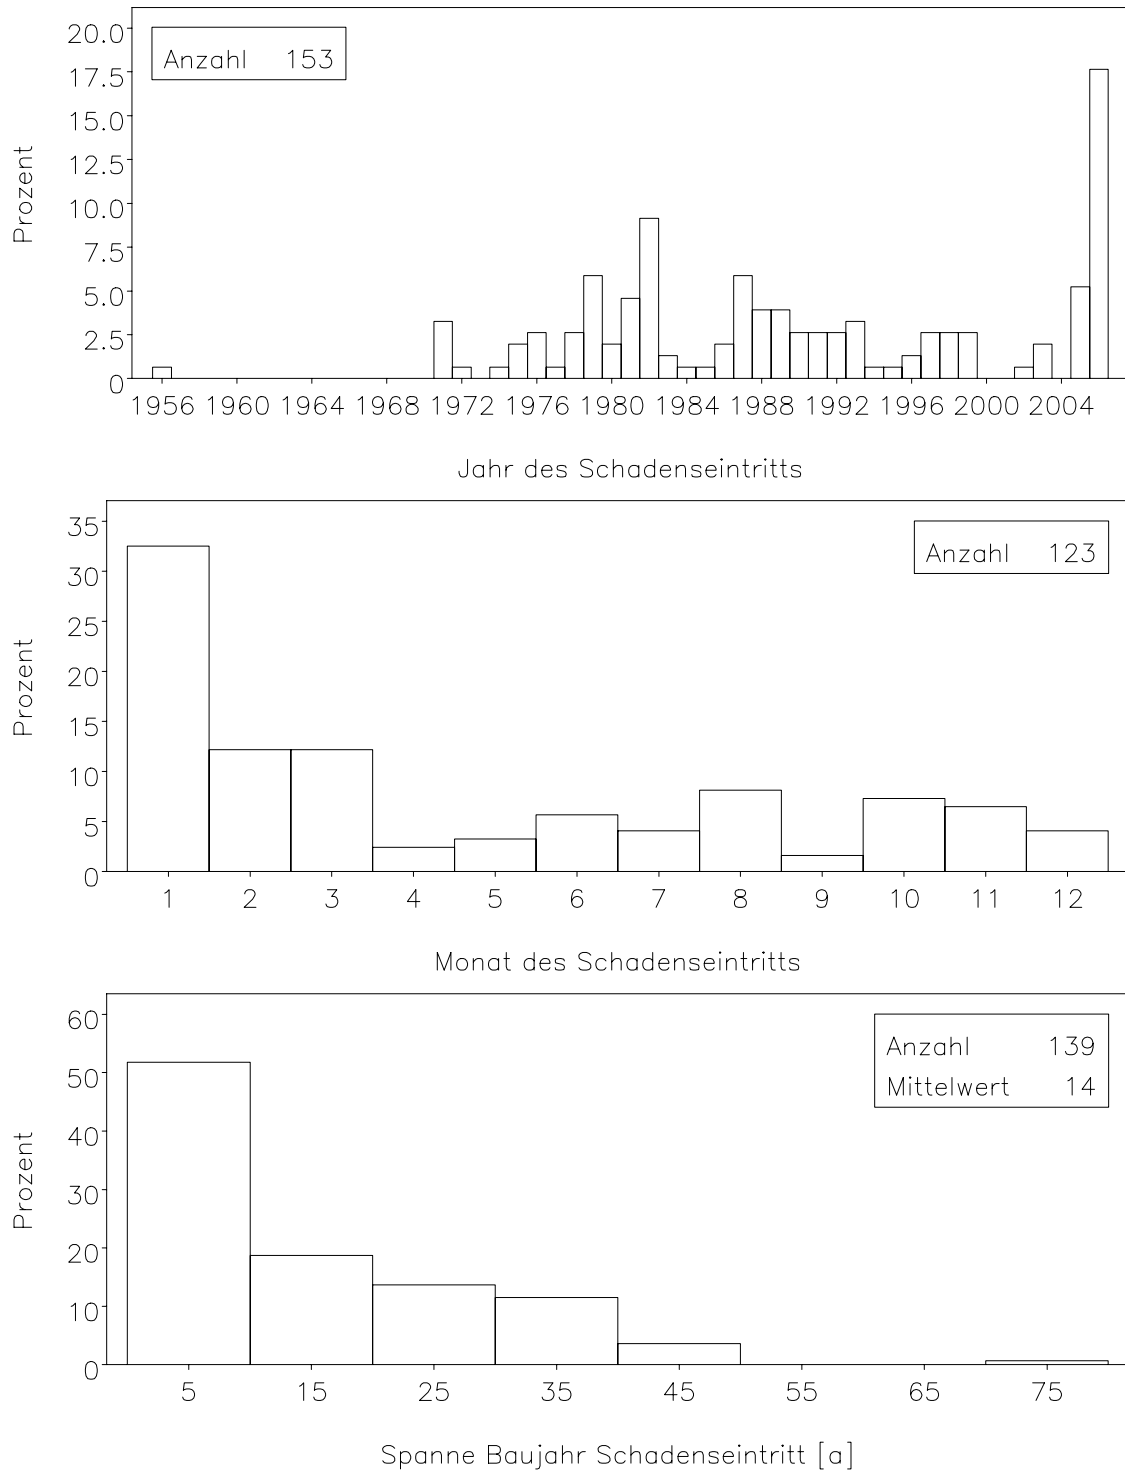 Prozent
20.0
17.5
15.0
12.5
10.0
7.5
5.0
2.5
0
Anzahl 153
1956 1960 1964 1968 1972 1976 1980 1984 1988 1992 1996 2000 2004
Jahr des Schadenseintritts
Prozent
35
30
25
20
15
10
5
0
Anzahl 123
1 2 3 4 5 6 7 8 9 10 11 12
Monat des Schadenseintritts
Prozent
60
50
40
30
20
10
0
Anzahl 139
Mittelwert 14
5 15 25 35 45 55 65 75
Spanne Baujahr Schadenseintritt [a]